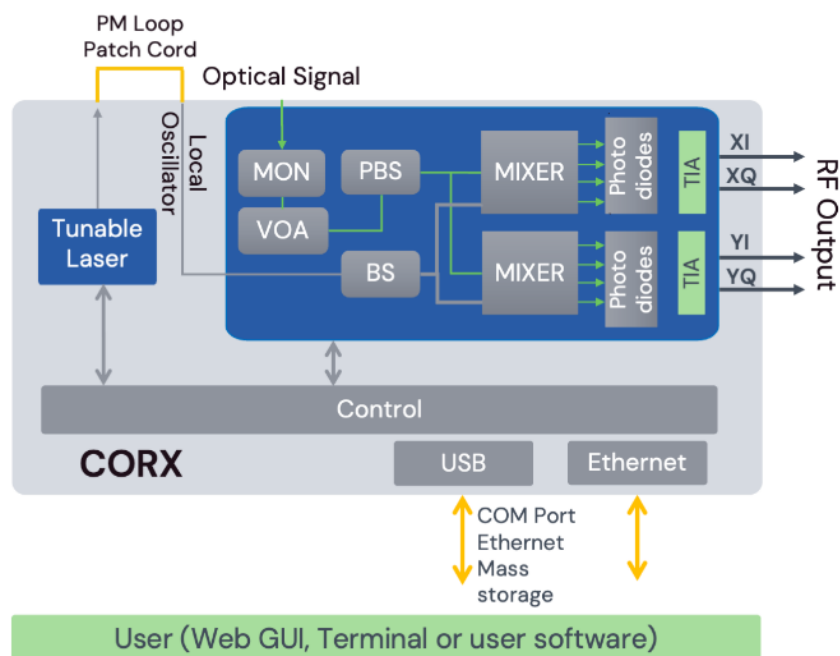 PM Loop
Patch Cord
Optical Signal
Local
Oscillator
MON
PBS
VOA
BS
MIXER
MIXER
Photo
diodes
Photo
diodes
TIA
TIA
XI
XQ
YI
YQ
RF Output
Tunable
Laser
Control
CORX
USB
Ethernet
COM Port
Ethernet
Mass
storage
User (Web GUI, Terminal or user software)